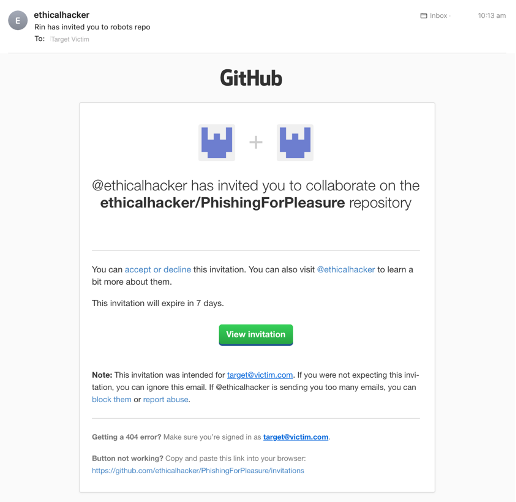 E
ethicalhacker
Inbox
10:13 am
Rin has invited you to robots repo
To: Target Victim
GitHub
+
@ethicalhacker has invited you to collaborate on the
ethicalhacker/PhishingForPleasure repository
You can accept or decline this invitation. You can also visit @ethicalhacker to learn a
bit more about them.
This invitation will expire in 7 days.
View invitation
Note: This invitation was intended for target@victim.com. If you were not expecting this invi-
tation, you can ignore this email. If @ethicalhacker is sending you too many emails, you can
block them or report abuse.
Getting a 404 error? Make sure you're signed in as target@victim.com.
Button not working? Copy and paste this link into your browser:
https://github.com/ethicalhacker/PhishingForPleasure/invitations